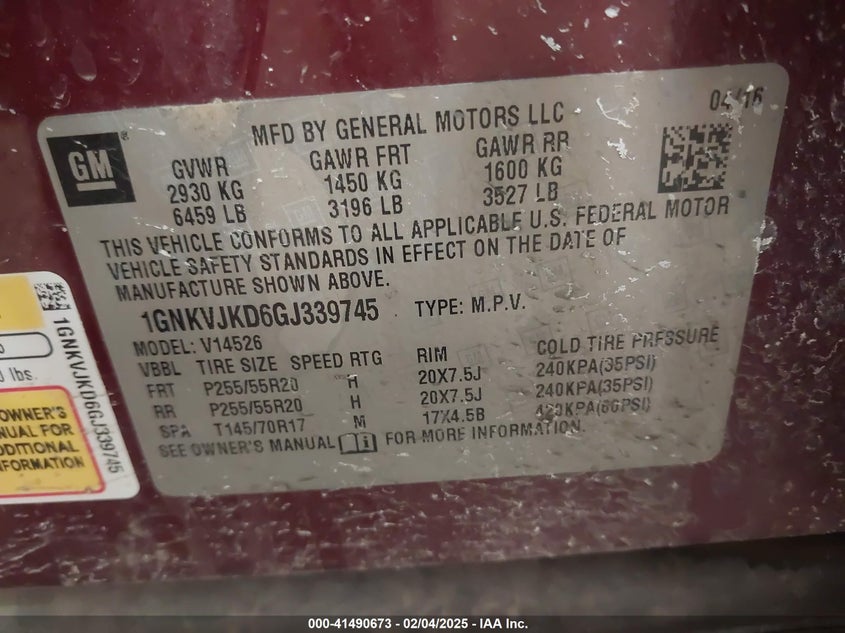 04/16
MFD BY GENERAL MOTORS LLC
GM
GVWR GAWR FRT GAWR RR
2930 KG 1450 KG 1600 KG
6459 LB 3196 LB 3527 LB
THIS VEHICLE CONFORMS TO ALL APPLICABLE U.S. FEDERAL MOTOR
VEHICLE SAFETY STANDARDS IN EFFECT ON THE DATE OF
MANUFACTURE SHOWN ABOVE.
1GNKVJKD6GJ339745 TYPE: M.P.V.
MODEL: V14526
VBBL TIRE SIZE SPEED RTG RIM COLD TIRE PRESSURE
FRT P255/55R20 H 20X7.5J 240KPA(35PSI)
RR P255/55R20 H 20X7.5J 240KPA(35PSI)
SPA T145/70R17 M 17X4.5B 420KPA(60PSI)
SEE OWNER'S MANUAL FOR MORE INFORMATION.
1GNKVJKD6GJ339745
lbs.
OWNER'S
FOR
INFORMATION
000-41490673 - 02/04/2025 - IAA Inc.